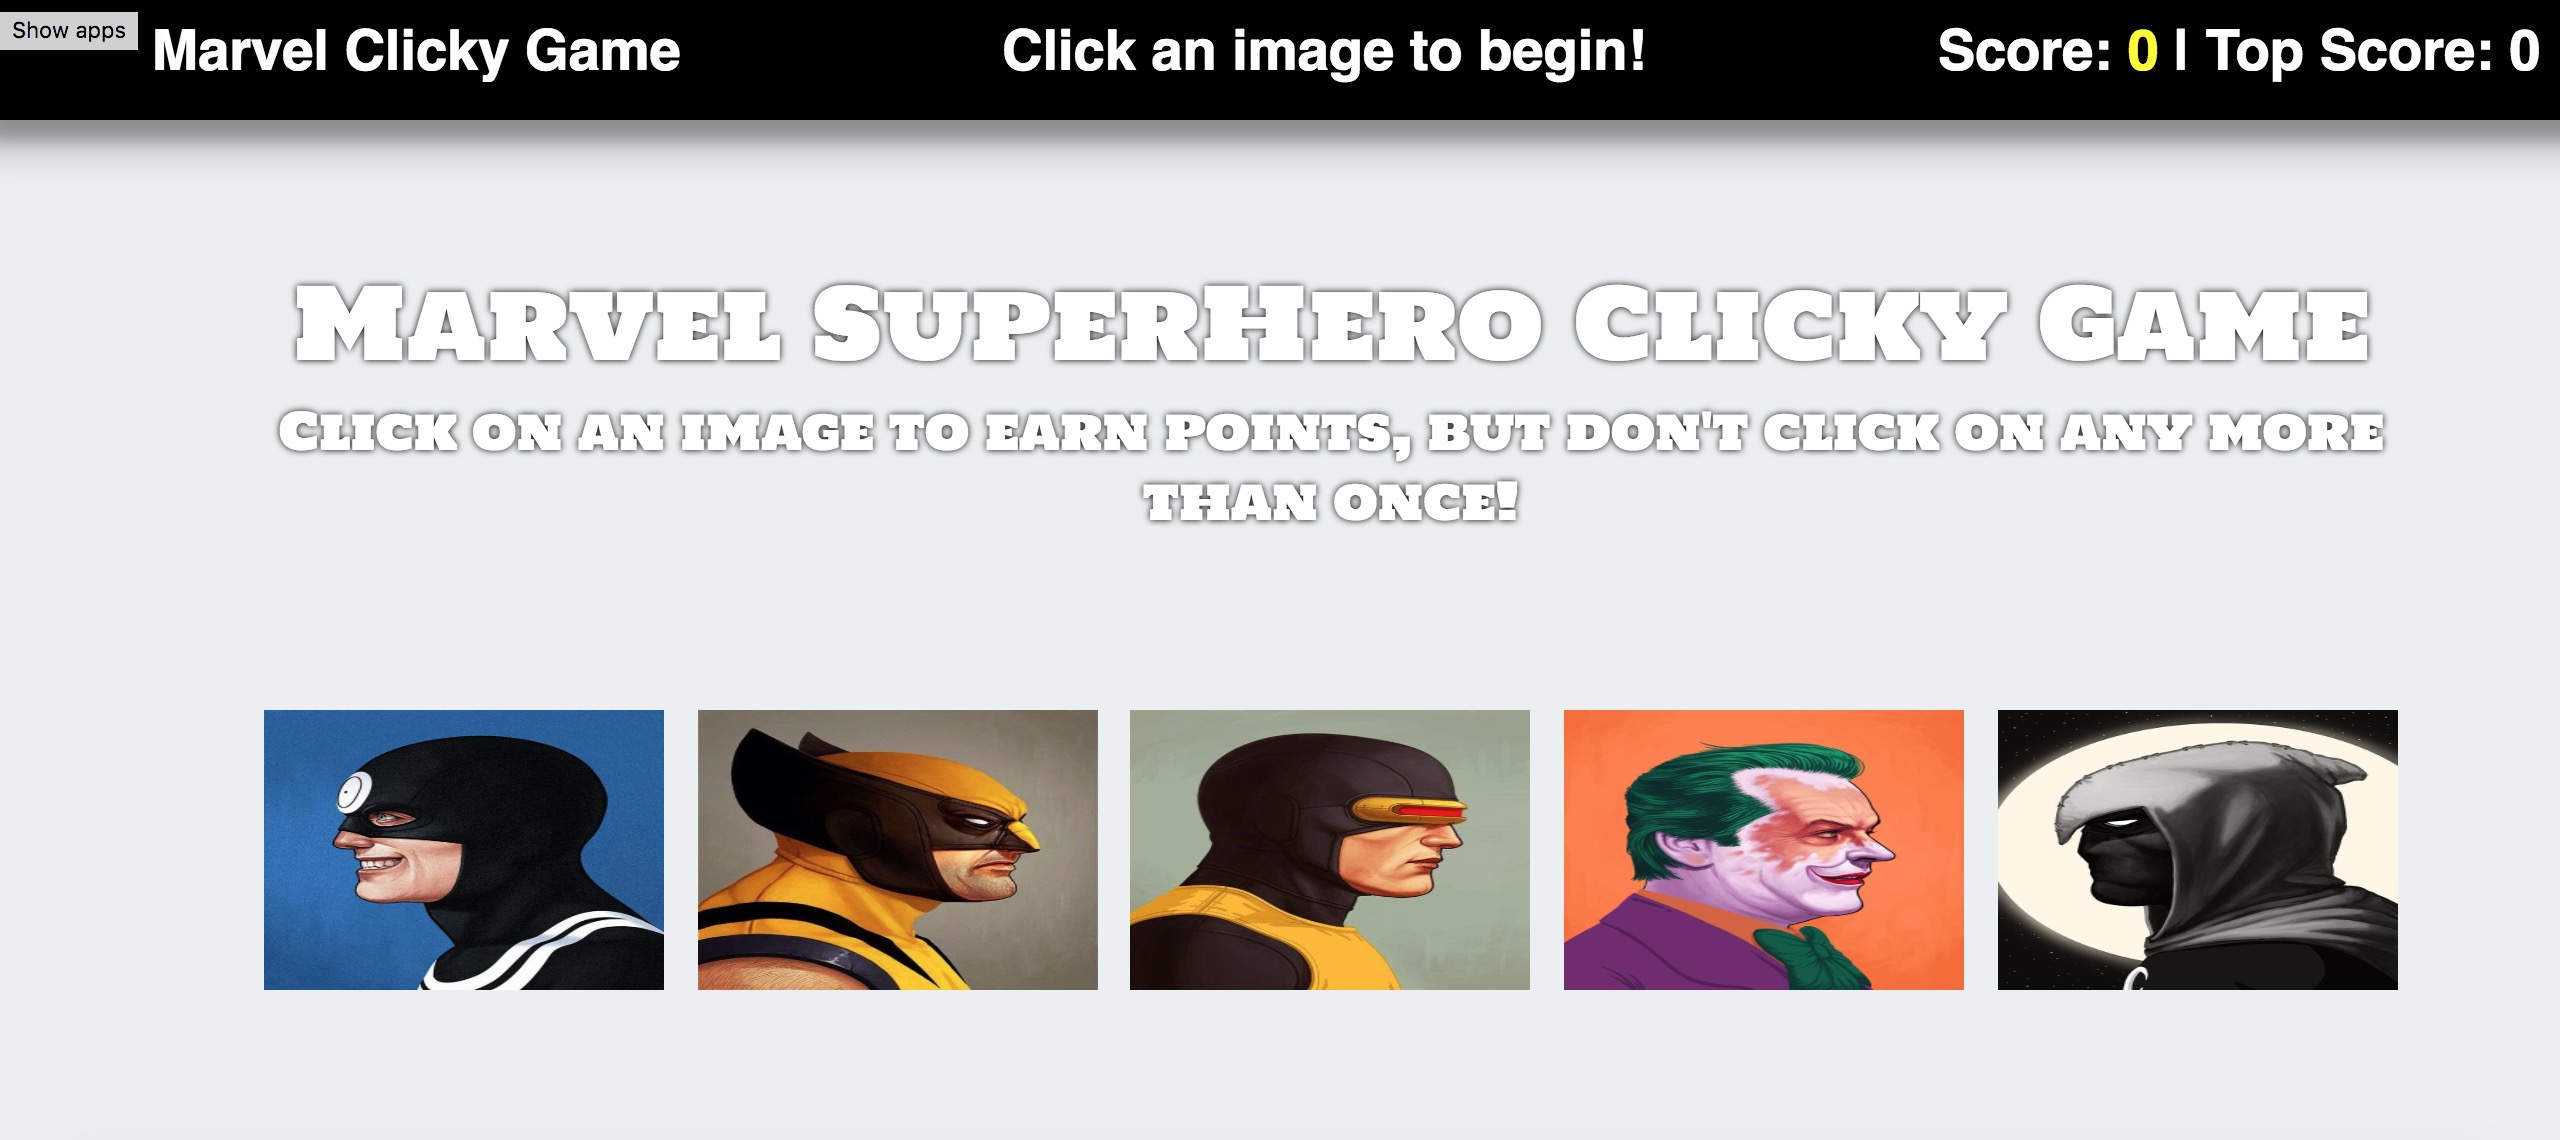 Show apps
Marvel Clicky Game
Click an image to begin!
Score: 0 | Top Score: 0
Marvel SuperHero Clicky Game
Click on an image to earn points, but don't click on any more
than once!